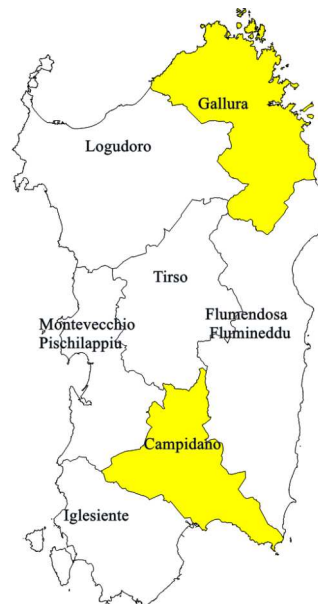 Gallura
Logudoro
Tirso
Flumendosa
Flumineddu
Montevecchio
Pischilappiu
Campidano
Iglesiente